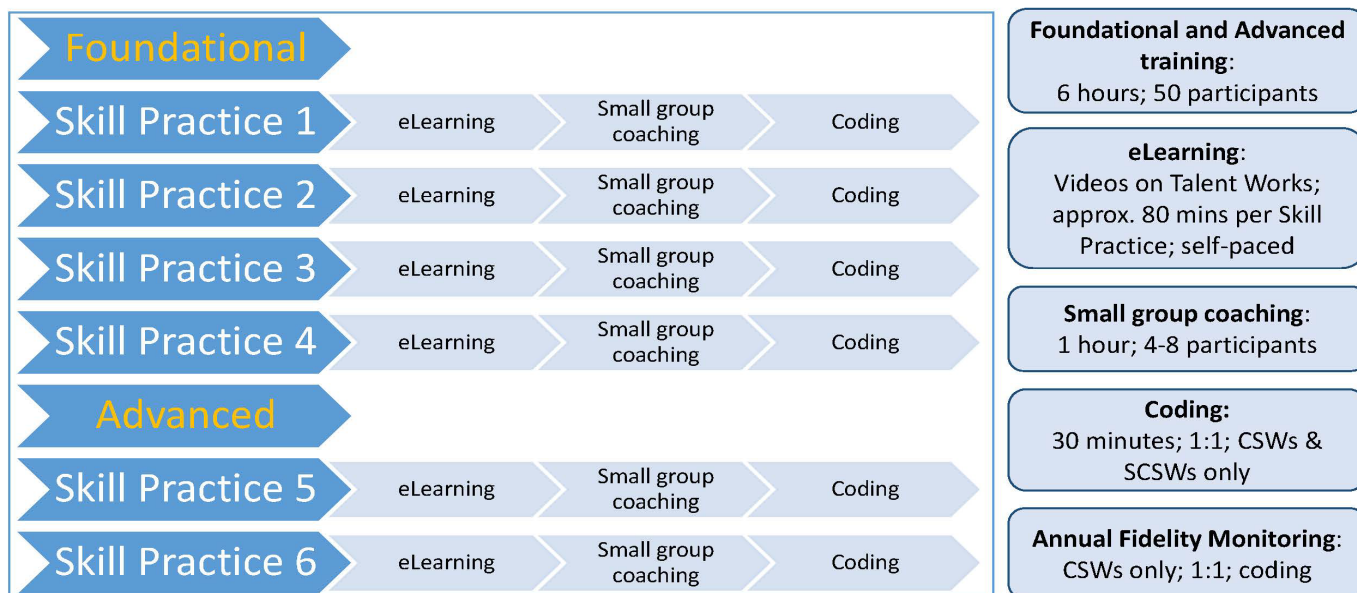 Foundational
Skill Practice 1
eLearning
Small group
coaching
Coding
Skill Practice 2
eLearning
Small group
coaching
Coding
Skill Practice 3
eLearning
Small group
coaching
Coding
Skill Practice 4
eLearning
Small group
coaching
Coding
Advanced
Skill Practice 5
eLearning
Small group
coaching
Coding
Skill Practice 6
eLearning
Small group
coaching
Coding
Foundational and Advanced
training:
6 hours; 50 participants
eLearning:
Videos on Talent Works;
approx. 80 mins per Skill
Practice; self-paced
Small group coaching:
1 hour; 4-8 participants
Coding:
30 minutes; 1:1; CSWs &
SCSWs only
Annual Fidelity Monitoring:
CSWs only; 1:1; coding